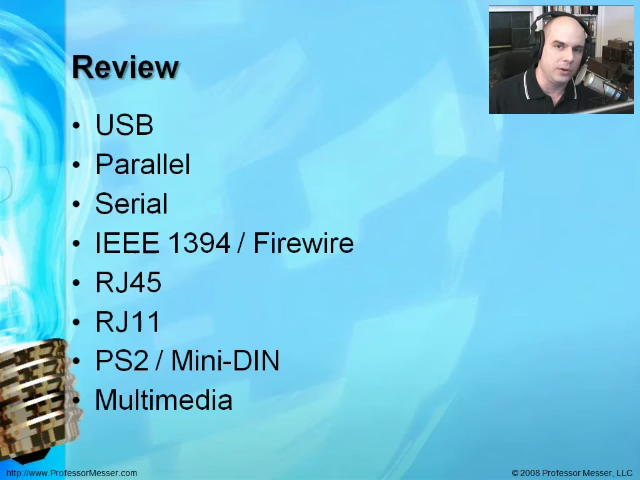 Review
• USB
• Parallel
• Serial
• IEEE 1394 / Firewire
• RJ45
• RJ11
• PS2 / Mini-DIN
• Multimedia
http://www.ProfessorMesser.com
© 2008 Professor Messer, LLC